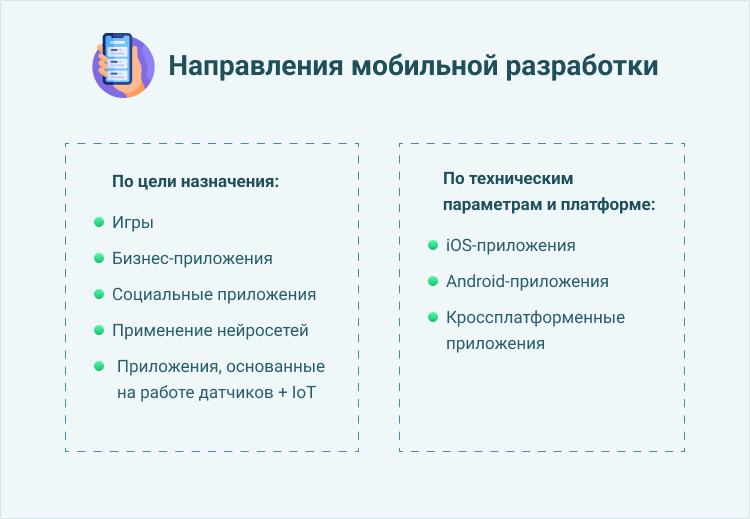 Направления мобильной разработки
По цели назначения:
Игры
Бизнес-приложения
Социальные приложения
Применение нейросетей
Приложения, основанные
на работе датчиков + IoT
По техническим
параметрам и платформе:
iOS-приложения
Android-приложения
Кроссплатформенные
приложения